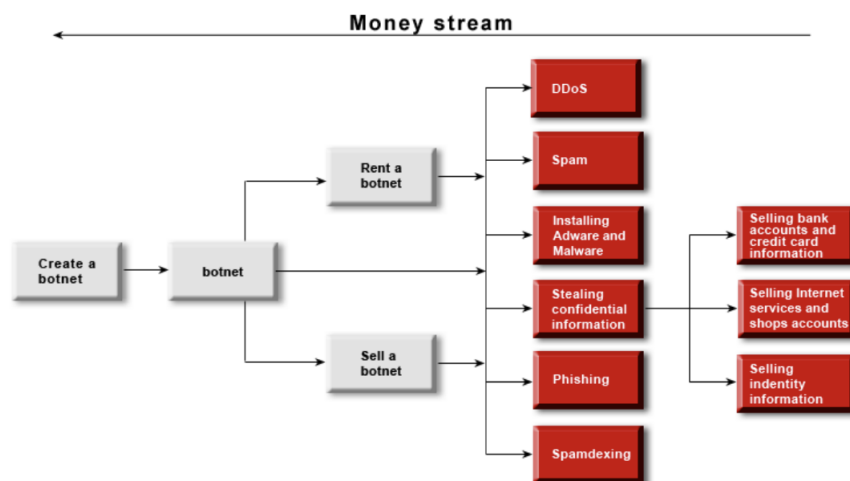 Money stream
DDoS
Spam
Rent a
botnet
Installing
Adware and
Malware
Selling bank
accounts and
credit card
information
Create a
botnet
botnet
Stealing
confidential
information
Selling Internet
services and
shops accounts
Sell a
botnet
Phishing
Selling
indentity
information
Spamdexing